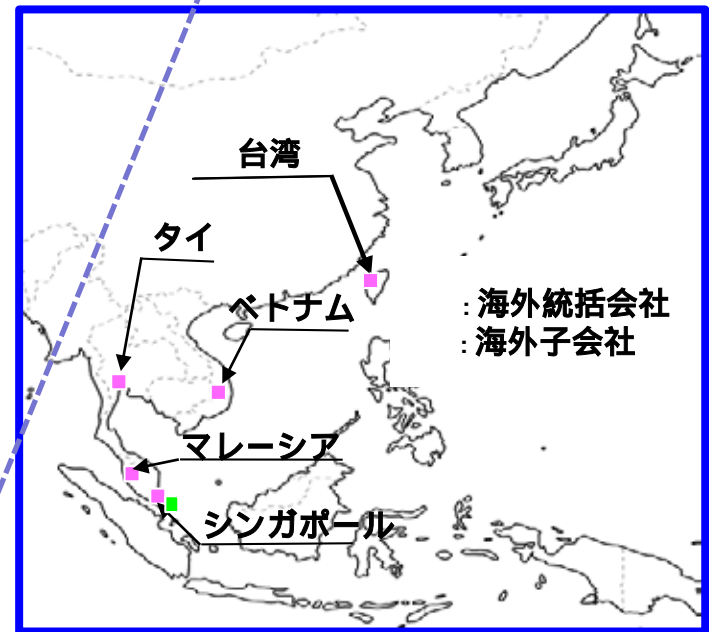 台湾
タイ
ベトナム
：海外統括会社
：海外子会社
マレーシア
シンガポール